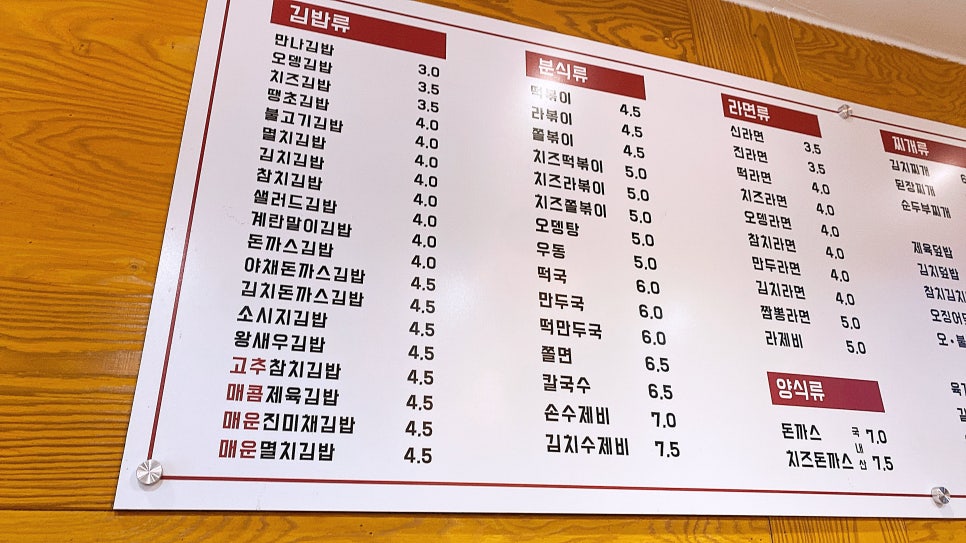 김밥류
만나김밥 3.0
오뎅김밥 3.5
치즈김밥 3.5
땡초김밥 4.0
불고기김밥 4.0
멸치김밥 4.0
김치김밥 4.0
참치김밥 4.0
샐러드김밥 4.0
계란말이김밥 4.0
돈까스김밥 4.0
야채돈까스김밥 4.5
김치돈까스김밥 4.5
소시지김밥 4.5
왕새우김밥 4.5
고추참치김밥 4.5
매콤제육김밥 4.5
매운진미채김밥 4.5
매운멸치김밥 4.5
분식류
떡볶이 4.5
라볶이 4.5
쫄볶이 4.5
치즈떡볶이 5.0
치즈라볶이 5.0
치즈쫄볶이 5.0
오뎅탕 5.0
우동 5.0
떡국 6.0
만두국 6.0
떡만두국 6.0
쫄면 6.5
칼국수 6.5
손수제비 7.0
김치수제비 7.5
라면류
신라면 3.5
진라면 3.5
떡라면 4.0
치즈라면 4.0
오뎅라면 4.0
참치라면 4.0
만두라면 4.0
김치라면 4.0
짬뽕라면 5.0
라제비 5.0
양식류
돈까스 국내산 7.0
치즈돈까스 7.5
찌개류
김치찌개
된장찌개
순두부찌개
제육덮밥
김치덮밥
참치김치
오징어
오·불